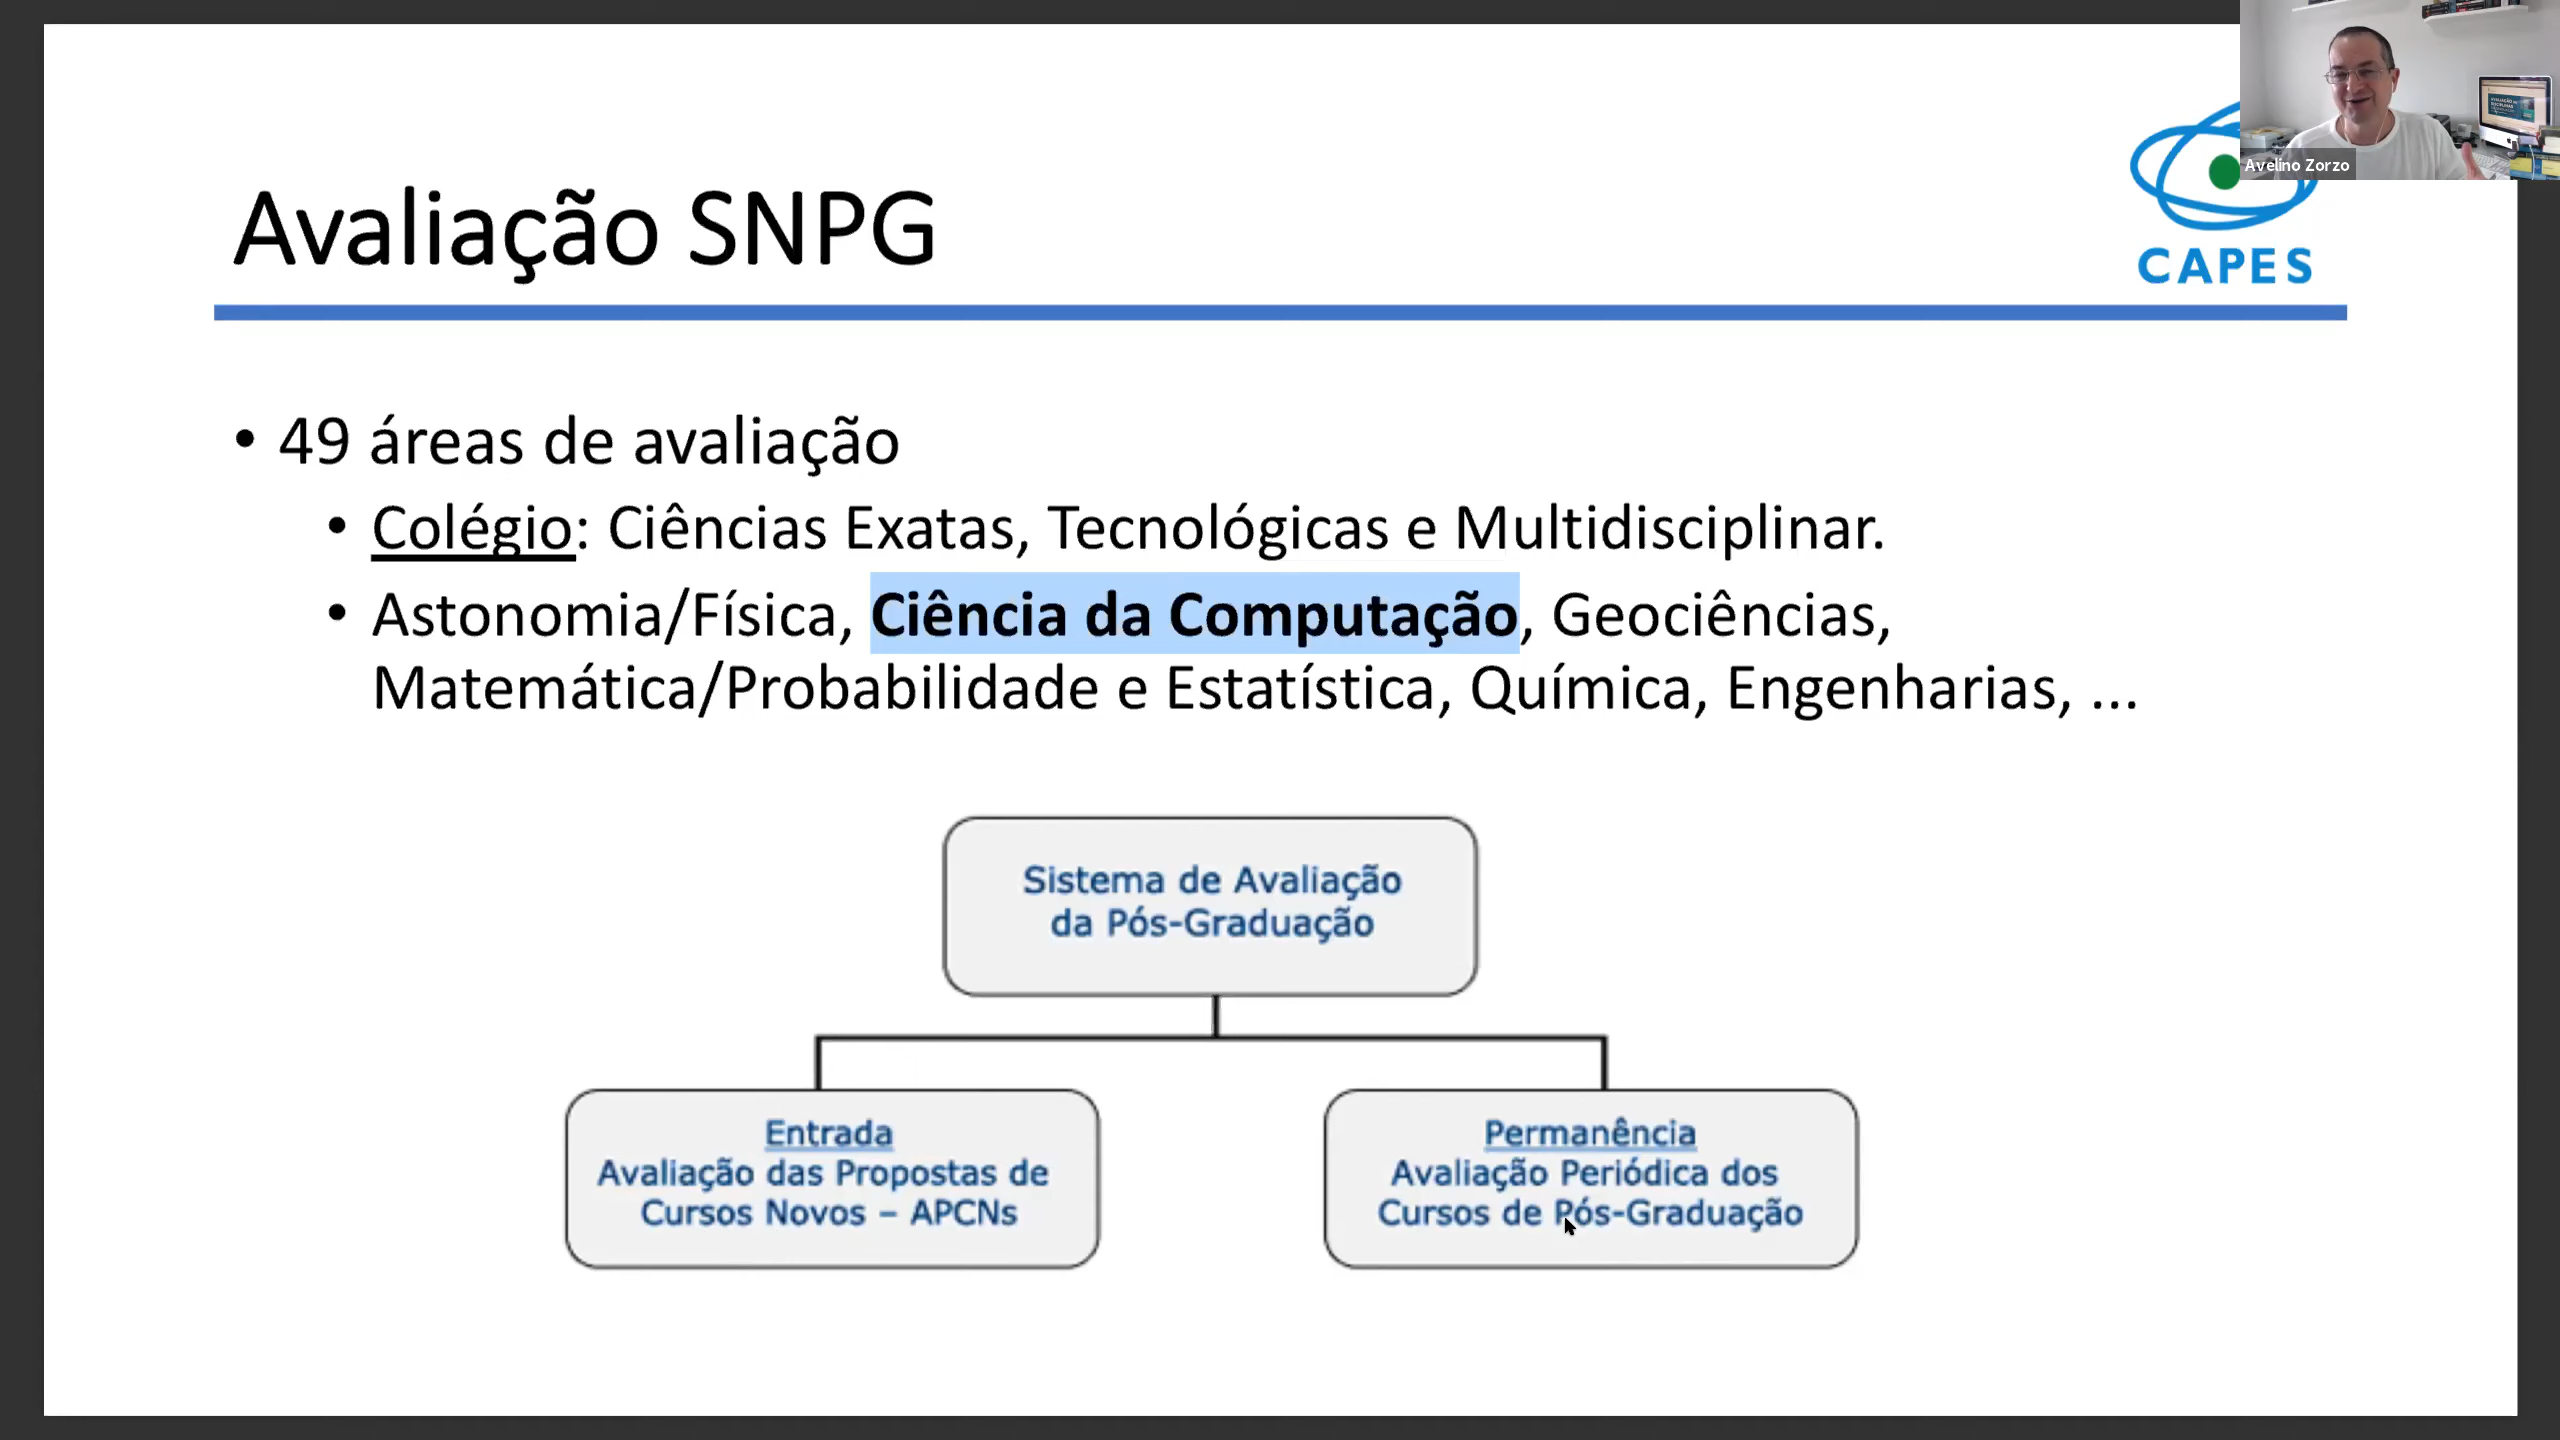 Avelino Zorzo
CAPES
Avaliação SNPG
• 49 áreas de avaliação
• Colégio: Ciências Exatas, Tecnológicas e Multidisciplinar.
• Astonomia/Física, Ciência da Computação, Geociências,
Matemática/Probabilidade e Estatística, Química, Engenharias, ...
Sistema de Avaliação
da Pós-Graduação
Entrada
Avaliação das Propostas de
Cursos Novos – APCNs
Permanência
Avaliação Periódica dos
Cursos de Pós-Graduação